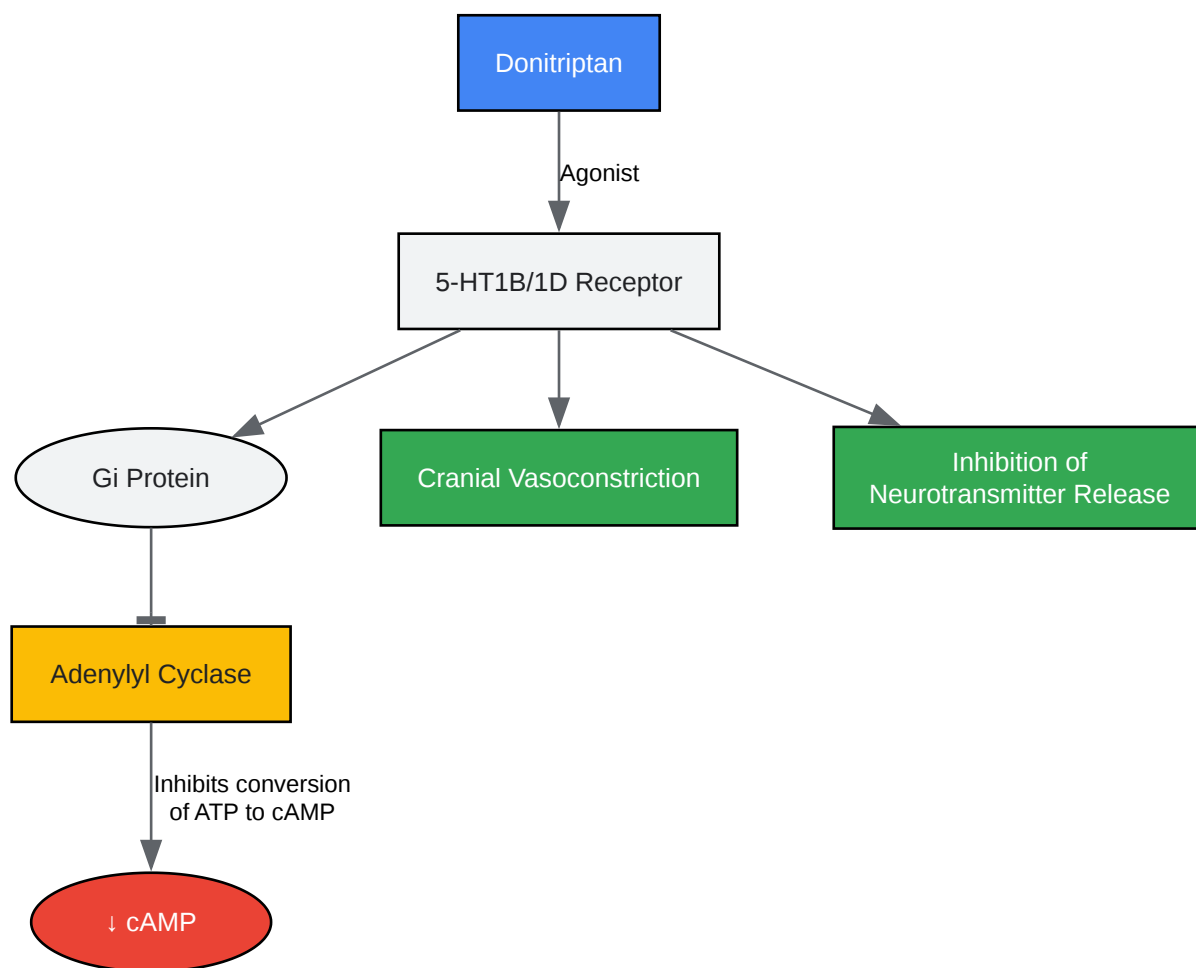 Donitriptan
Agonist
5-HT1B/1D Receptor
Gi Protein
Cranial Vasoconstriction
Inhibition of
Neurotransmitter Release
Adenylyl Cyclase
Inhibits conversion
of ATP to cAMP
↓ cAMP